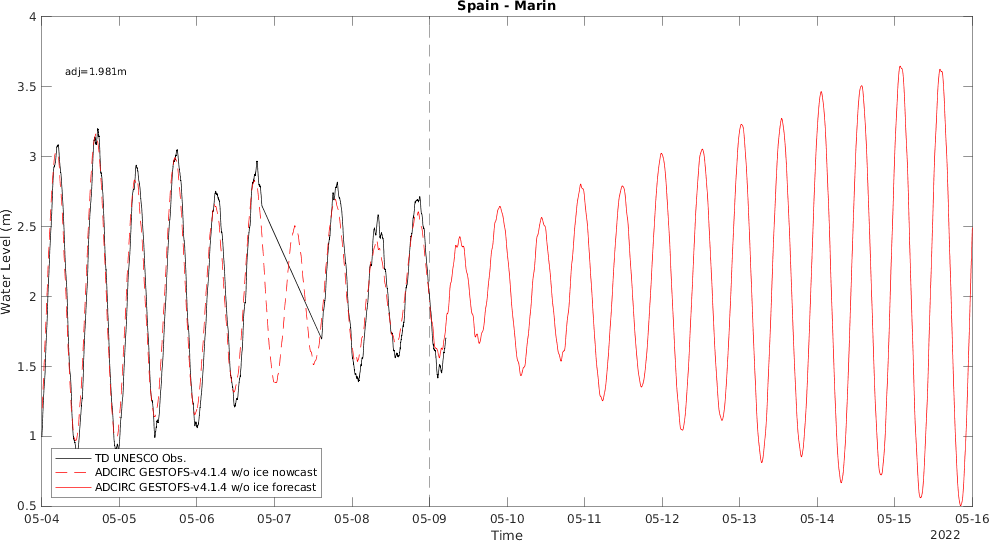 Spain - Marin
4
3.5
3
2.5
2
1.5
1
0.5
Water Level (m)
adj=1.981m
TD UNESCO Obs.
ADCIRC GESTOFS-v4.1.4 w/o ice nowcast
ADCIRC GESTOFS-v4.1.4 w/o ice forecast
05-04 05-05 05-06 05-07 05-08 05-09 05-10 05-11 05-12 05-13 05-14 05-15 05-16
Time
2022